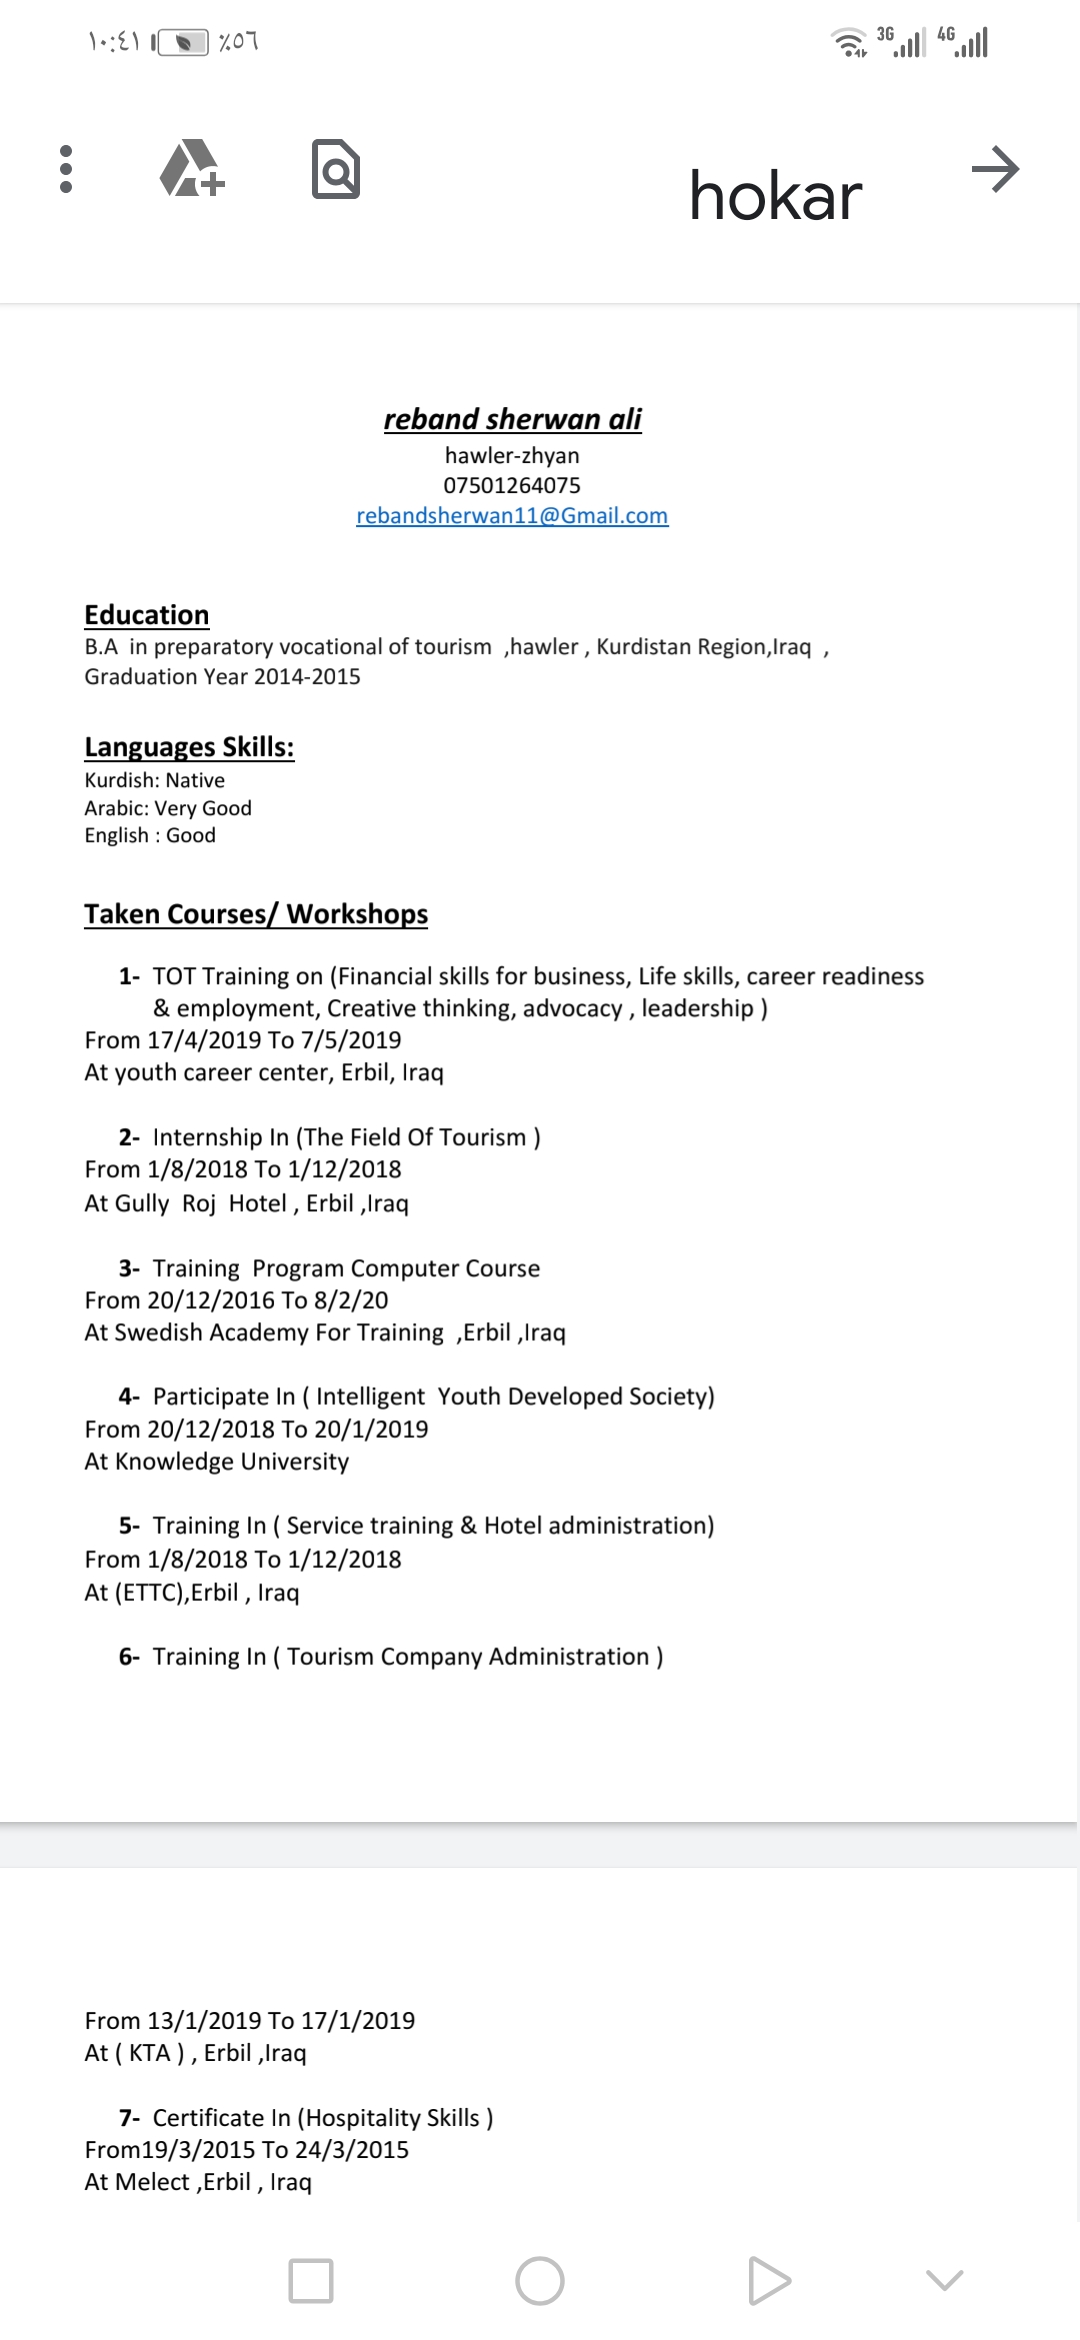 ١٠:٤١ ٪٥٦ 3G 4G
hokar
reband sherwan ali
hawler-zhyan
07501264075
rebandsherwan11@Gmail.com
Education
B.A in preparatory vocational of tourism ,hawler , Kurdistan Region,Iraq ,
Graduation Year 2014-2015
Languages Skills:
Kurdish: Native
Arabic: Very Good
English : Good
Taken Courses/ Workshops
1- TOT Training on (Financial skills for business, Life skills, career readiness
& employment, Creative thinking, advocacy , leadership )
From 17/4/2019 To 7/5/2019
At youth career center, Erbil, Iraq
2- Internship In (The Field Of Tourism )
From 1/8/2018 To 1/12/2018
At Gully Roj Hotel , Erbil ,Iraq
3- Training Program Computer Course
From 20/12/2016 To 8/2/20
At Swedish Academy For Training ,Erbil ,Iraq
4- Participate In ( Intelligent Youth Developed Society)
From 20/12/2018 To 20/1/2019
At Knowledge University
5- Training In ( Service training & Hotel administration)
From 1/8/2018 To 1/12/2018
At (ETTC),Erbil , Iraq
6- Training In ( Tourism Company Administration )
From 13/1/2019 To 17/1/2019
At ( KTA ) , Erbil ,Iraq
7- Certificate In (Hospitality Skills )
From19/3/2015 To 24/3/2015
At Melect ,Erbil , Iraq